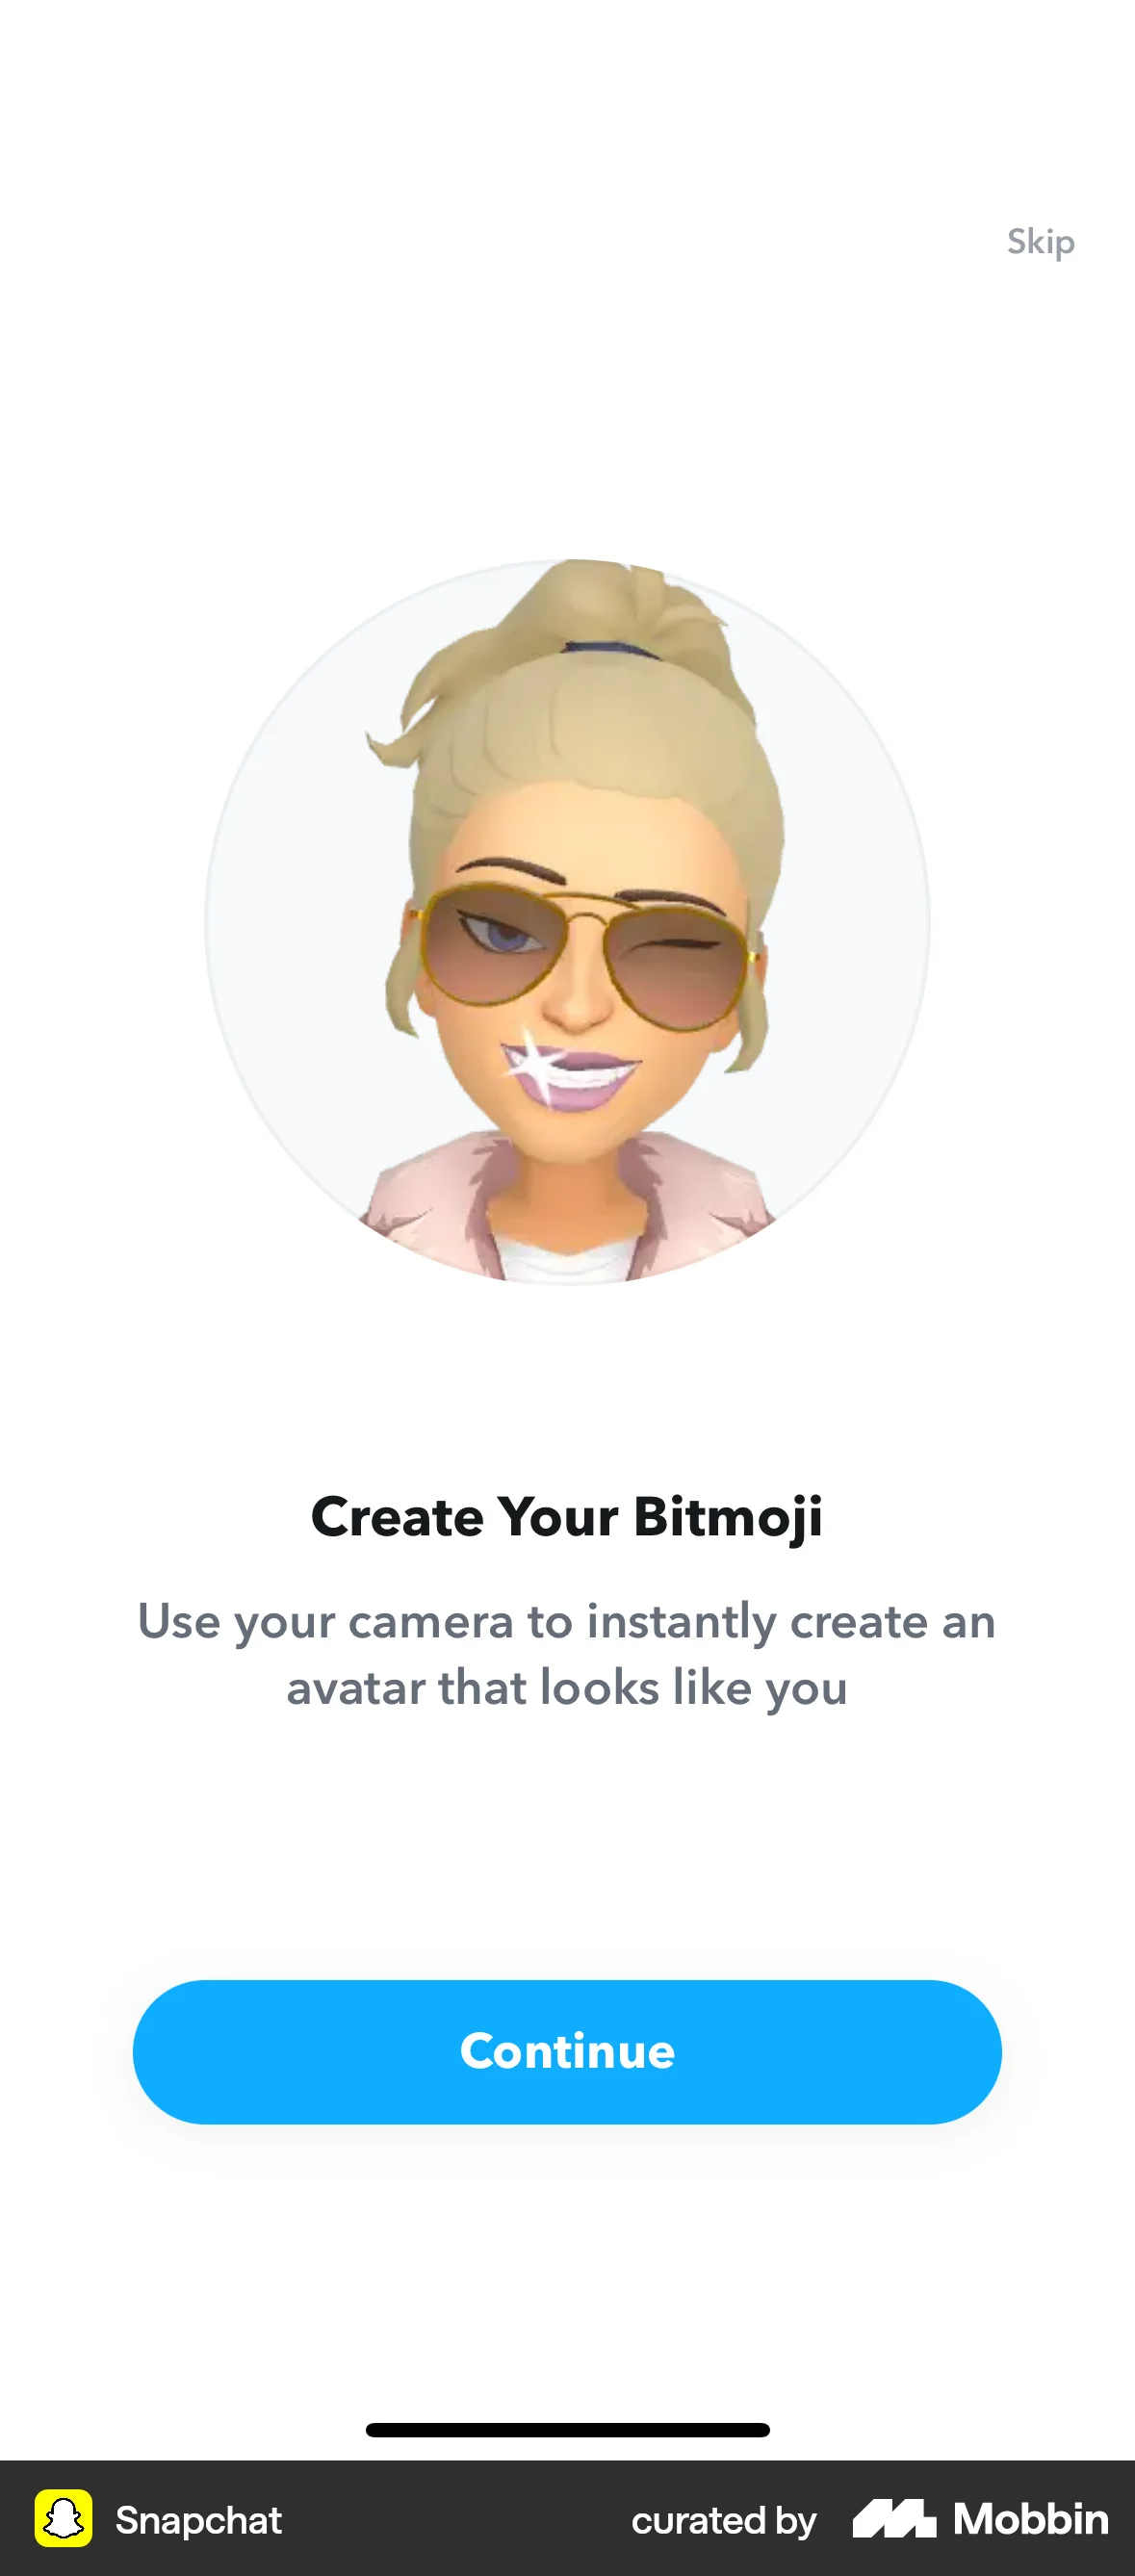 Skip
Create Your Bitmoji
Use your camera to instantly create an
avatar that looks like you
Continue
Snapchat
curated by Mobbin